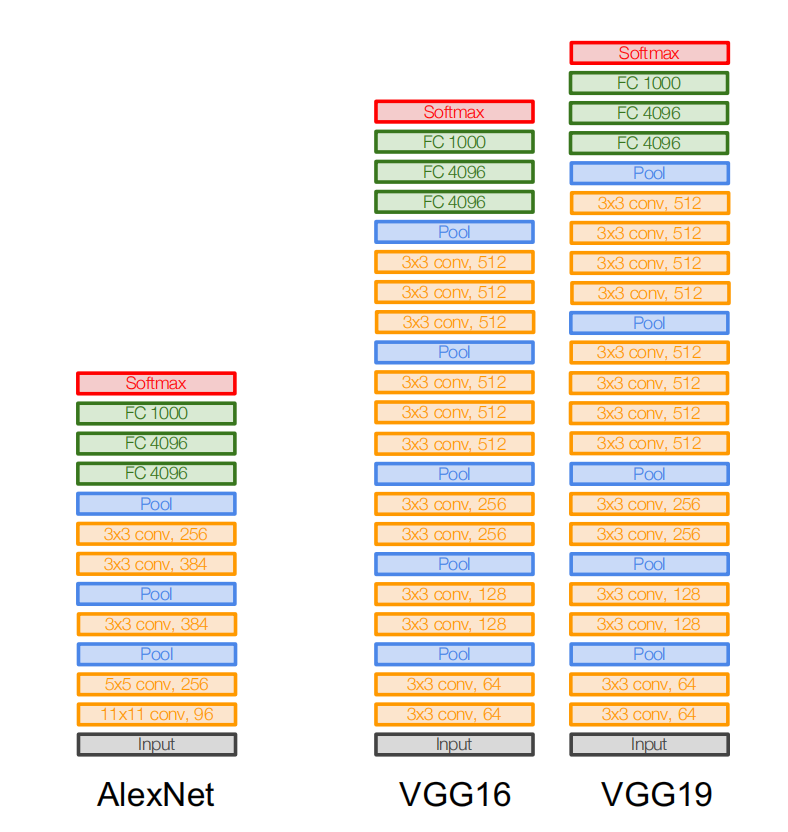 Softmax
FC 1000
FC 4096
FC 4096
Pool
3x3 conv, 256
3x3 conv, 384
Pool
3x3 conv, 384
Pool
5x5 conv, 256
11x11 conv, 96
Input
AlexNet
Softmax
FC 1000
FC 4096
FC 4096
Pool
3x3 conv, 512
3x3 conv, 512
3x3 conv, 512
Pool
3x3 conv, 512
3x3 conv, 512
3x3 conv, 512
Pool
3x3 conv, 256
3x3 conv, 256
Pool
3x3 conv, 128
3x3 conv, 128
Pool
3x3 conv, 64
3x3 conv, 64
Input
VGG16
Softmax
FC 1000
FC 4096
FC 4096
Pool
3x3 conv, 512
3x3 conv, 512
3x3 conv, 512
3x3 conv, 512
Pool
3x3 conv, 512
3x3 conv, 512
3x3 conv, 512
3x3 conv, 512
Pool
3x3 conv, 256
3x3 conv, 256
Pool
3x3 conv, 128
3x3 conv, 128
Pool
3x3 conv, 64
3x3 conv, 64
Input
VGG19